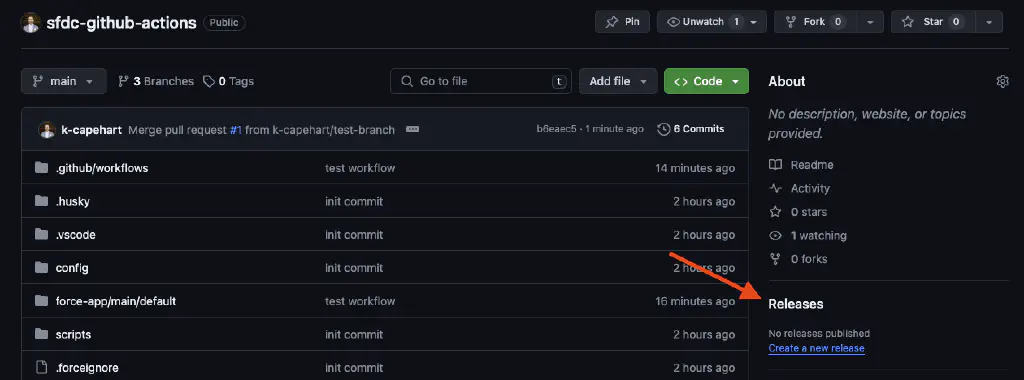 sfdc-github-actions Public Pin Unwatch 1 Fork 0 Star 0
main 3 Branches 0 Tags Go to file t Add file Code
k-capehart Merge pull request #1 from k-capehart/test-branch b6eaec5 · 1 minute ago 6 Commits
.github/workflows test workflow 14 minutes ago
.husky init commit 2 hours ago
.vscode init commit 2 hours ago
config init commit 2 hours ago
force-app/main/default test workflow 16 minutes ago
scripts init commit 2 hours ago
.forceignore init commit 2 hours ago
About
No description, website, or topics
provided.
Readme
Activity
0 stars
1 watching
0 forks
Releases
No releases published
Create a new release